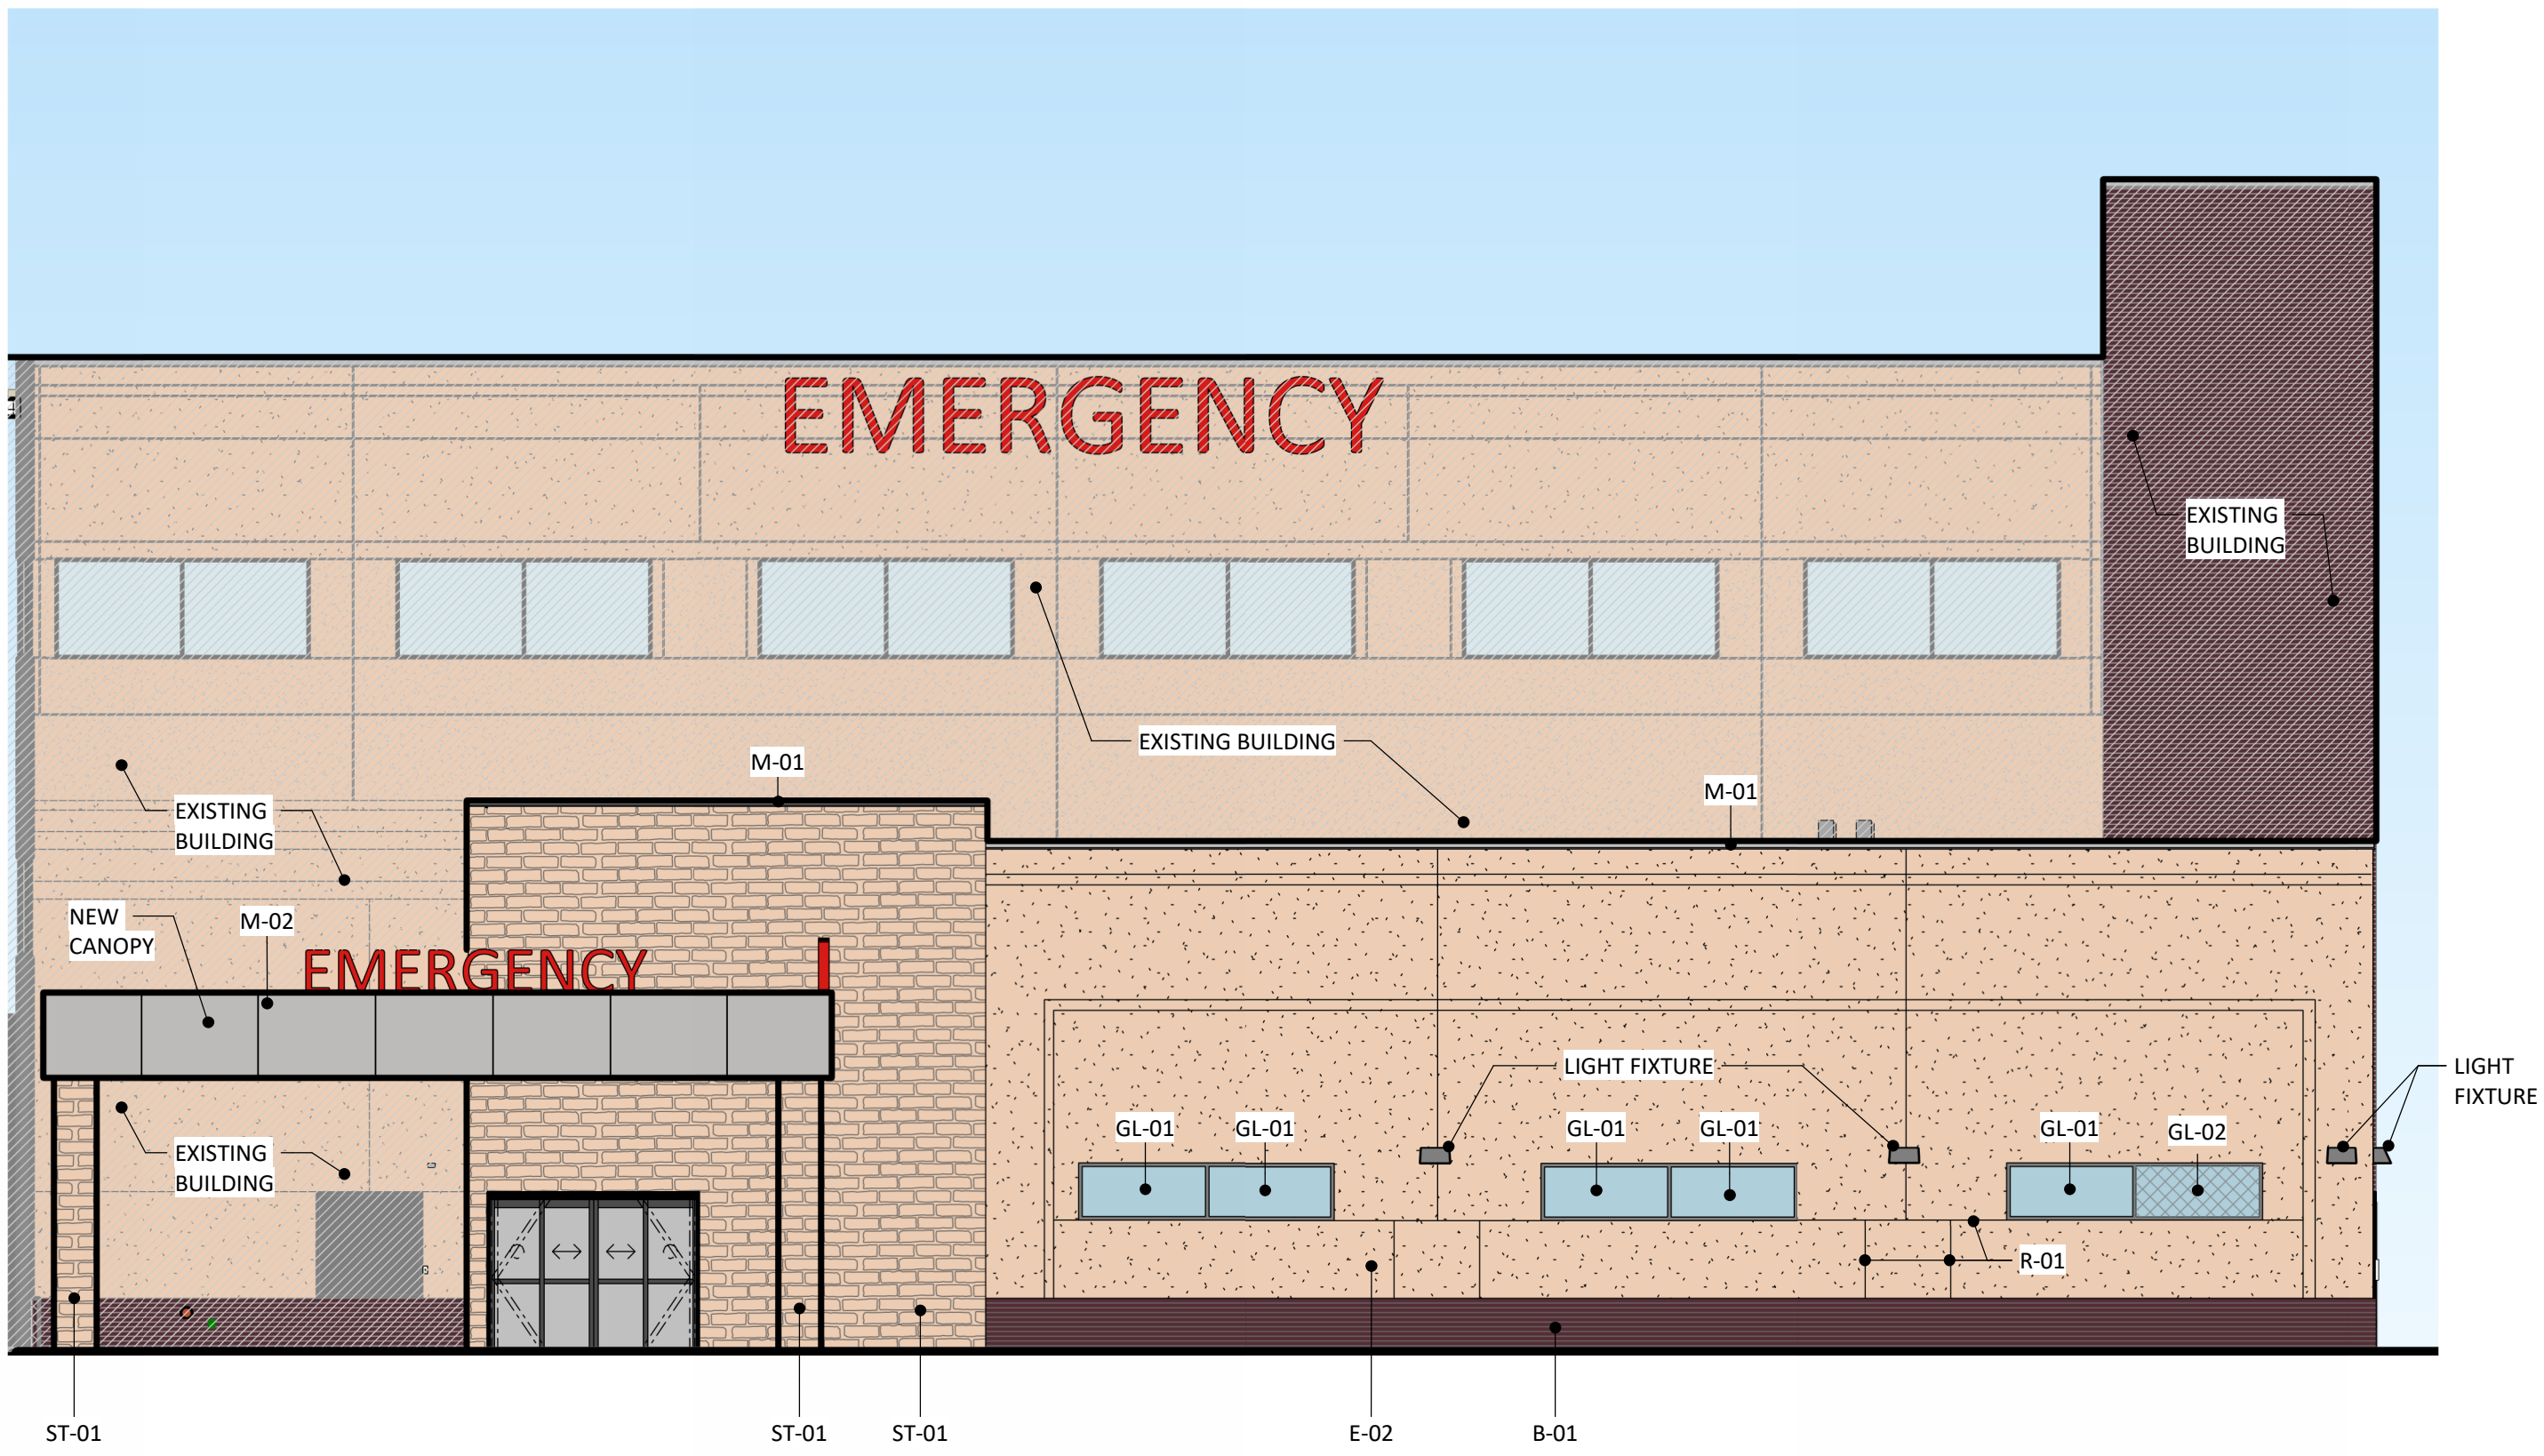 EMERGENCY
EXISTING
BUILDING
EXISTING BUILDING
M-01
M-01
EXISTING
BUILDING
NEW
CANOPY
M-02
EMERGENCY
LIGHT FIXTURE
LIGHT
FIXTURE
GL-01
GL-01
GL-01
GL-01
GL-01
GL-02
EXISTING
BUILDING
R-01
ST-01
ST-01
ST-01
E-02
B-01